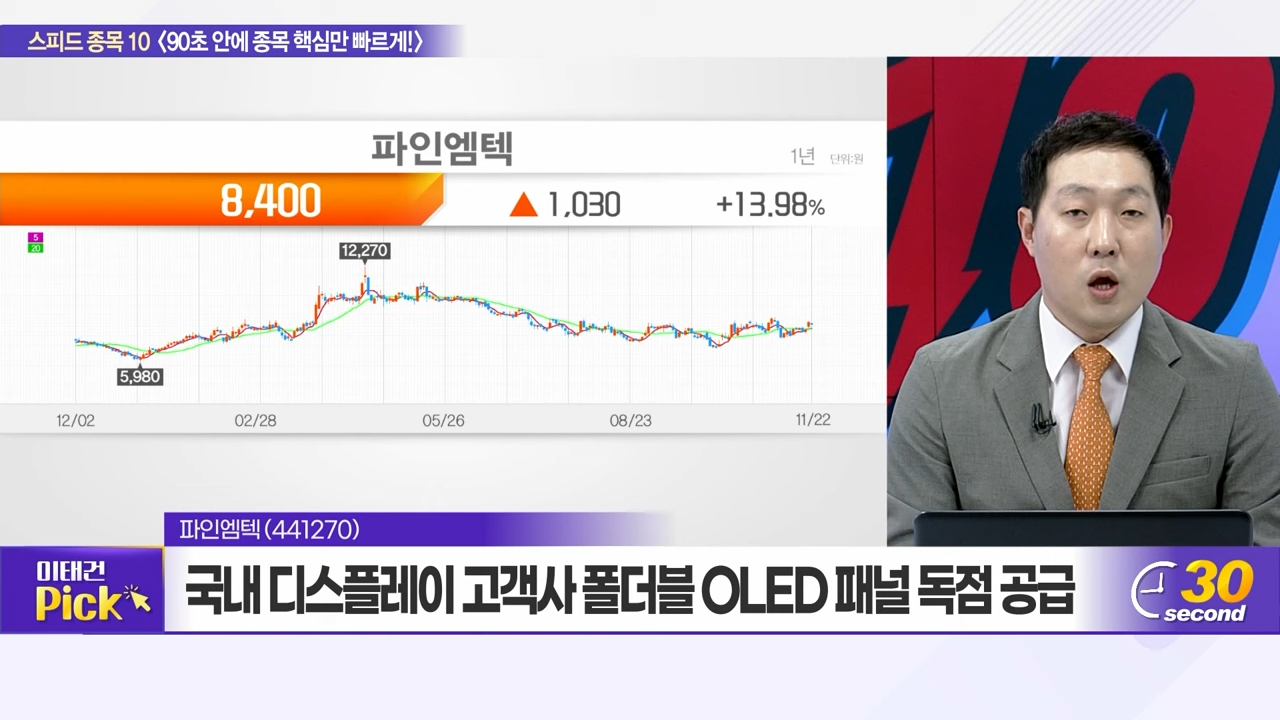 스피드 종목 10 〈90초 안에 종목 핵심만 빠르게!〉
파인엠텍
1년 단위:원
8,400 ▲ 1,030 +13.98%
5
20
12,270
5,980
12/02 02/28 05/26 08/23 11/22
파인엠텍(441270)
이태건
Pick
국내 디스플레이 고객사 폴더블 OLED 패널 독점 공급
30
second
10